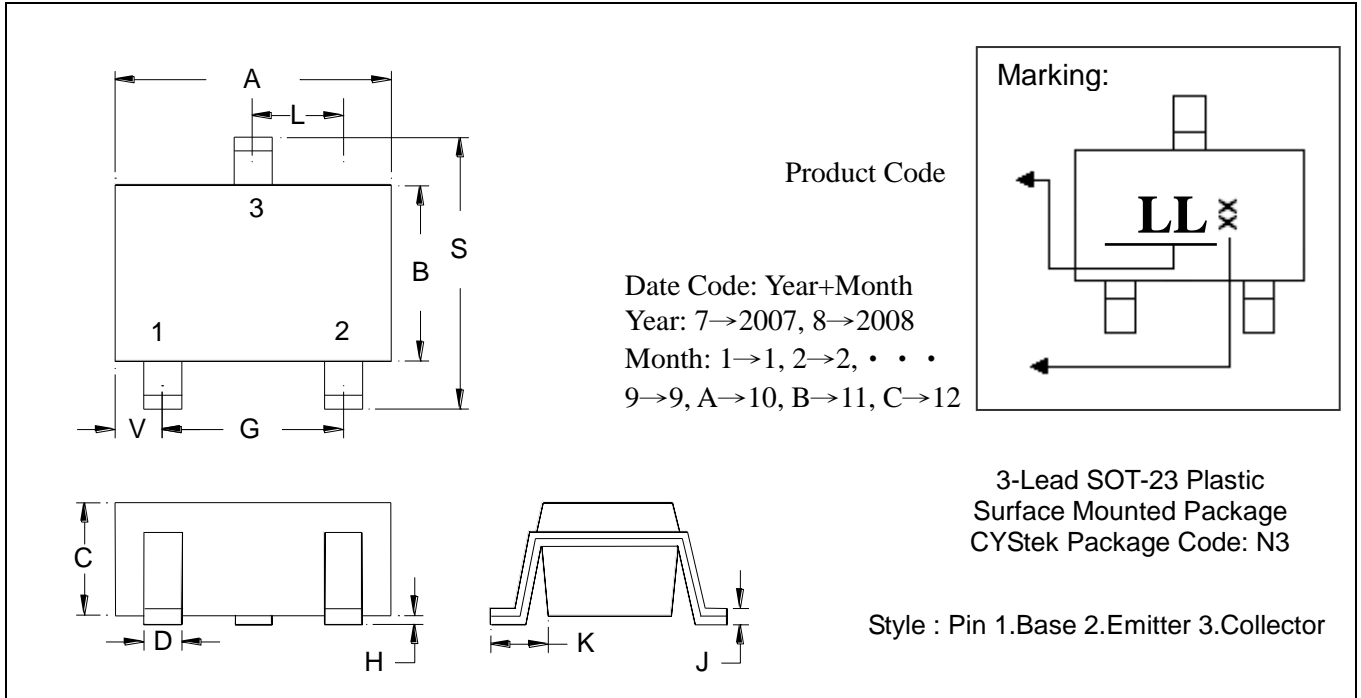 A
L
3
S
B
1
2
V
G
C
D
H
K
J
Product Code
Date Code: Year+Month
Year: 7→2007, 8→2008
Month: 1→1, 2→2, ・・・
9→9, A→10, B→11, C→12
Marking:
LL XX
3-Lead SOT-23 Plastic
Surface Mounted Package
CYStek Package Code: N3
Style : Pin 1.Base 2.Emitter 3.Collector